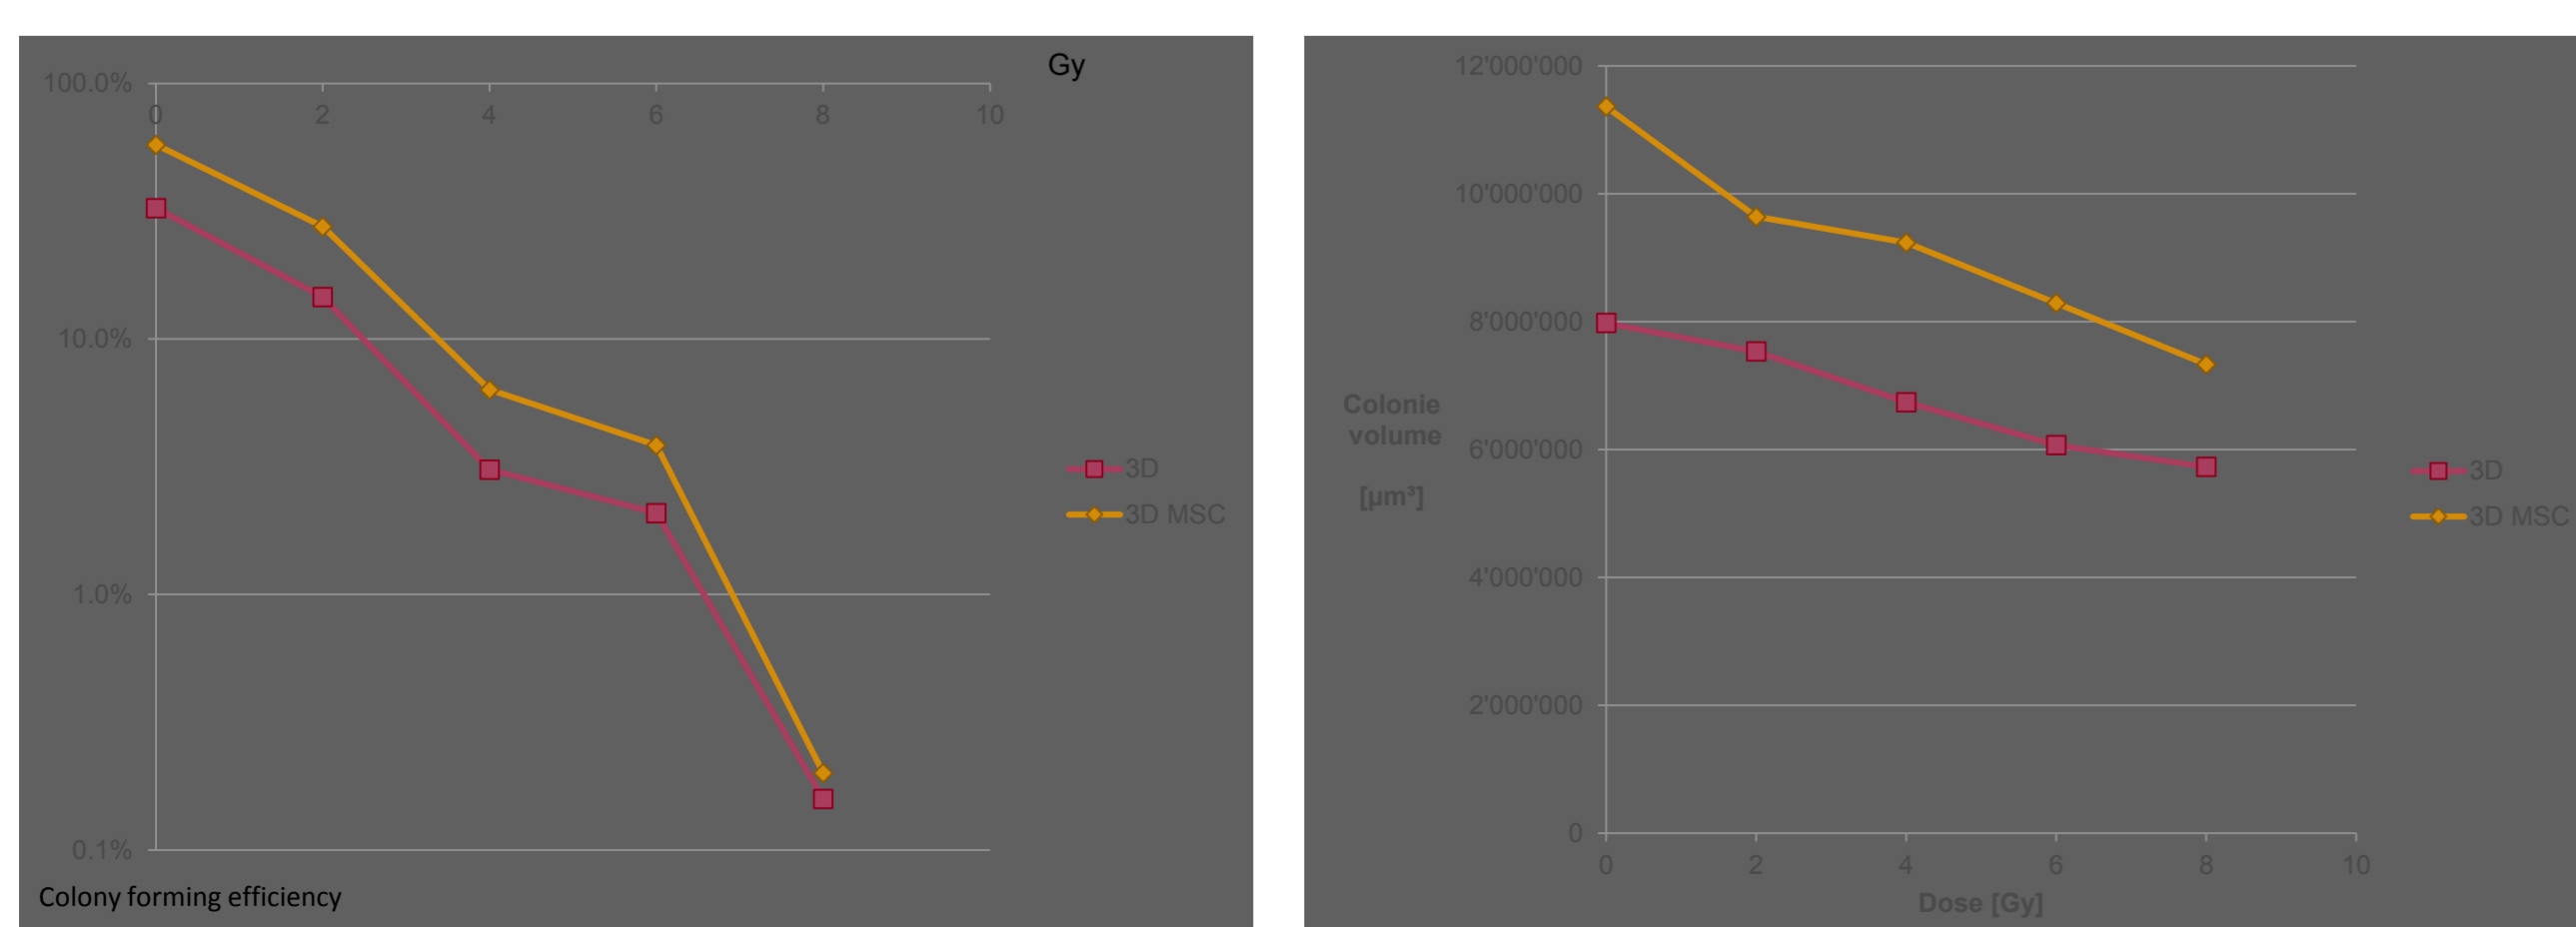 Gy
100.0%
0 2 4 6 8 10
10.0%
1.0%
0.1%
3D
3D MSC
Colony forming efficiency
12'000'000
10'000'000
8'000'000
6'000'000
4'000'000
2'000'000
0
Colonie
volume
[µm³]
0 2 4 6 8 10
Dose [Gy]
3D
3D MSC